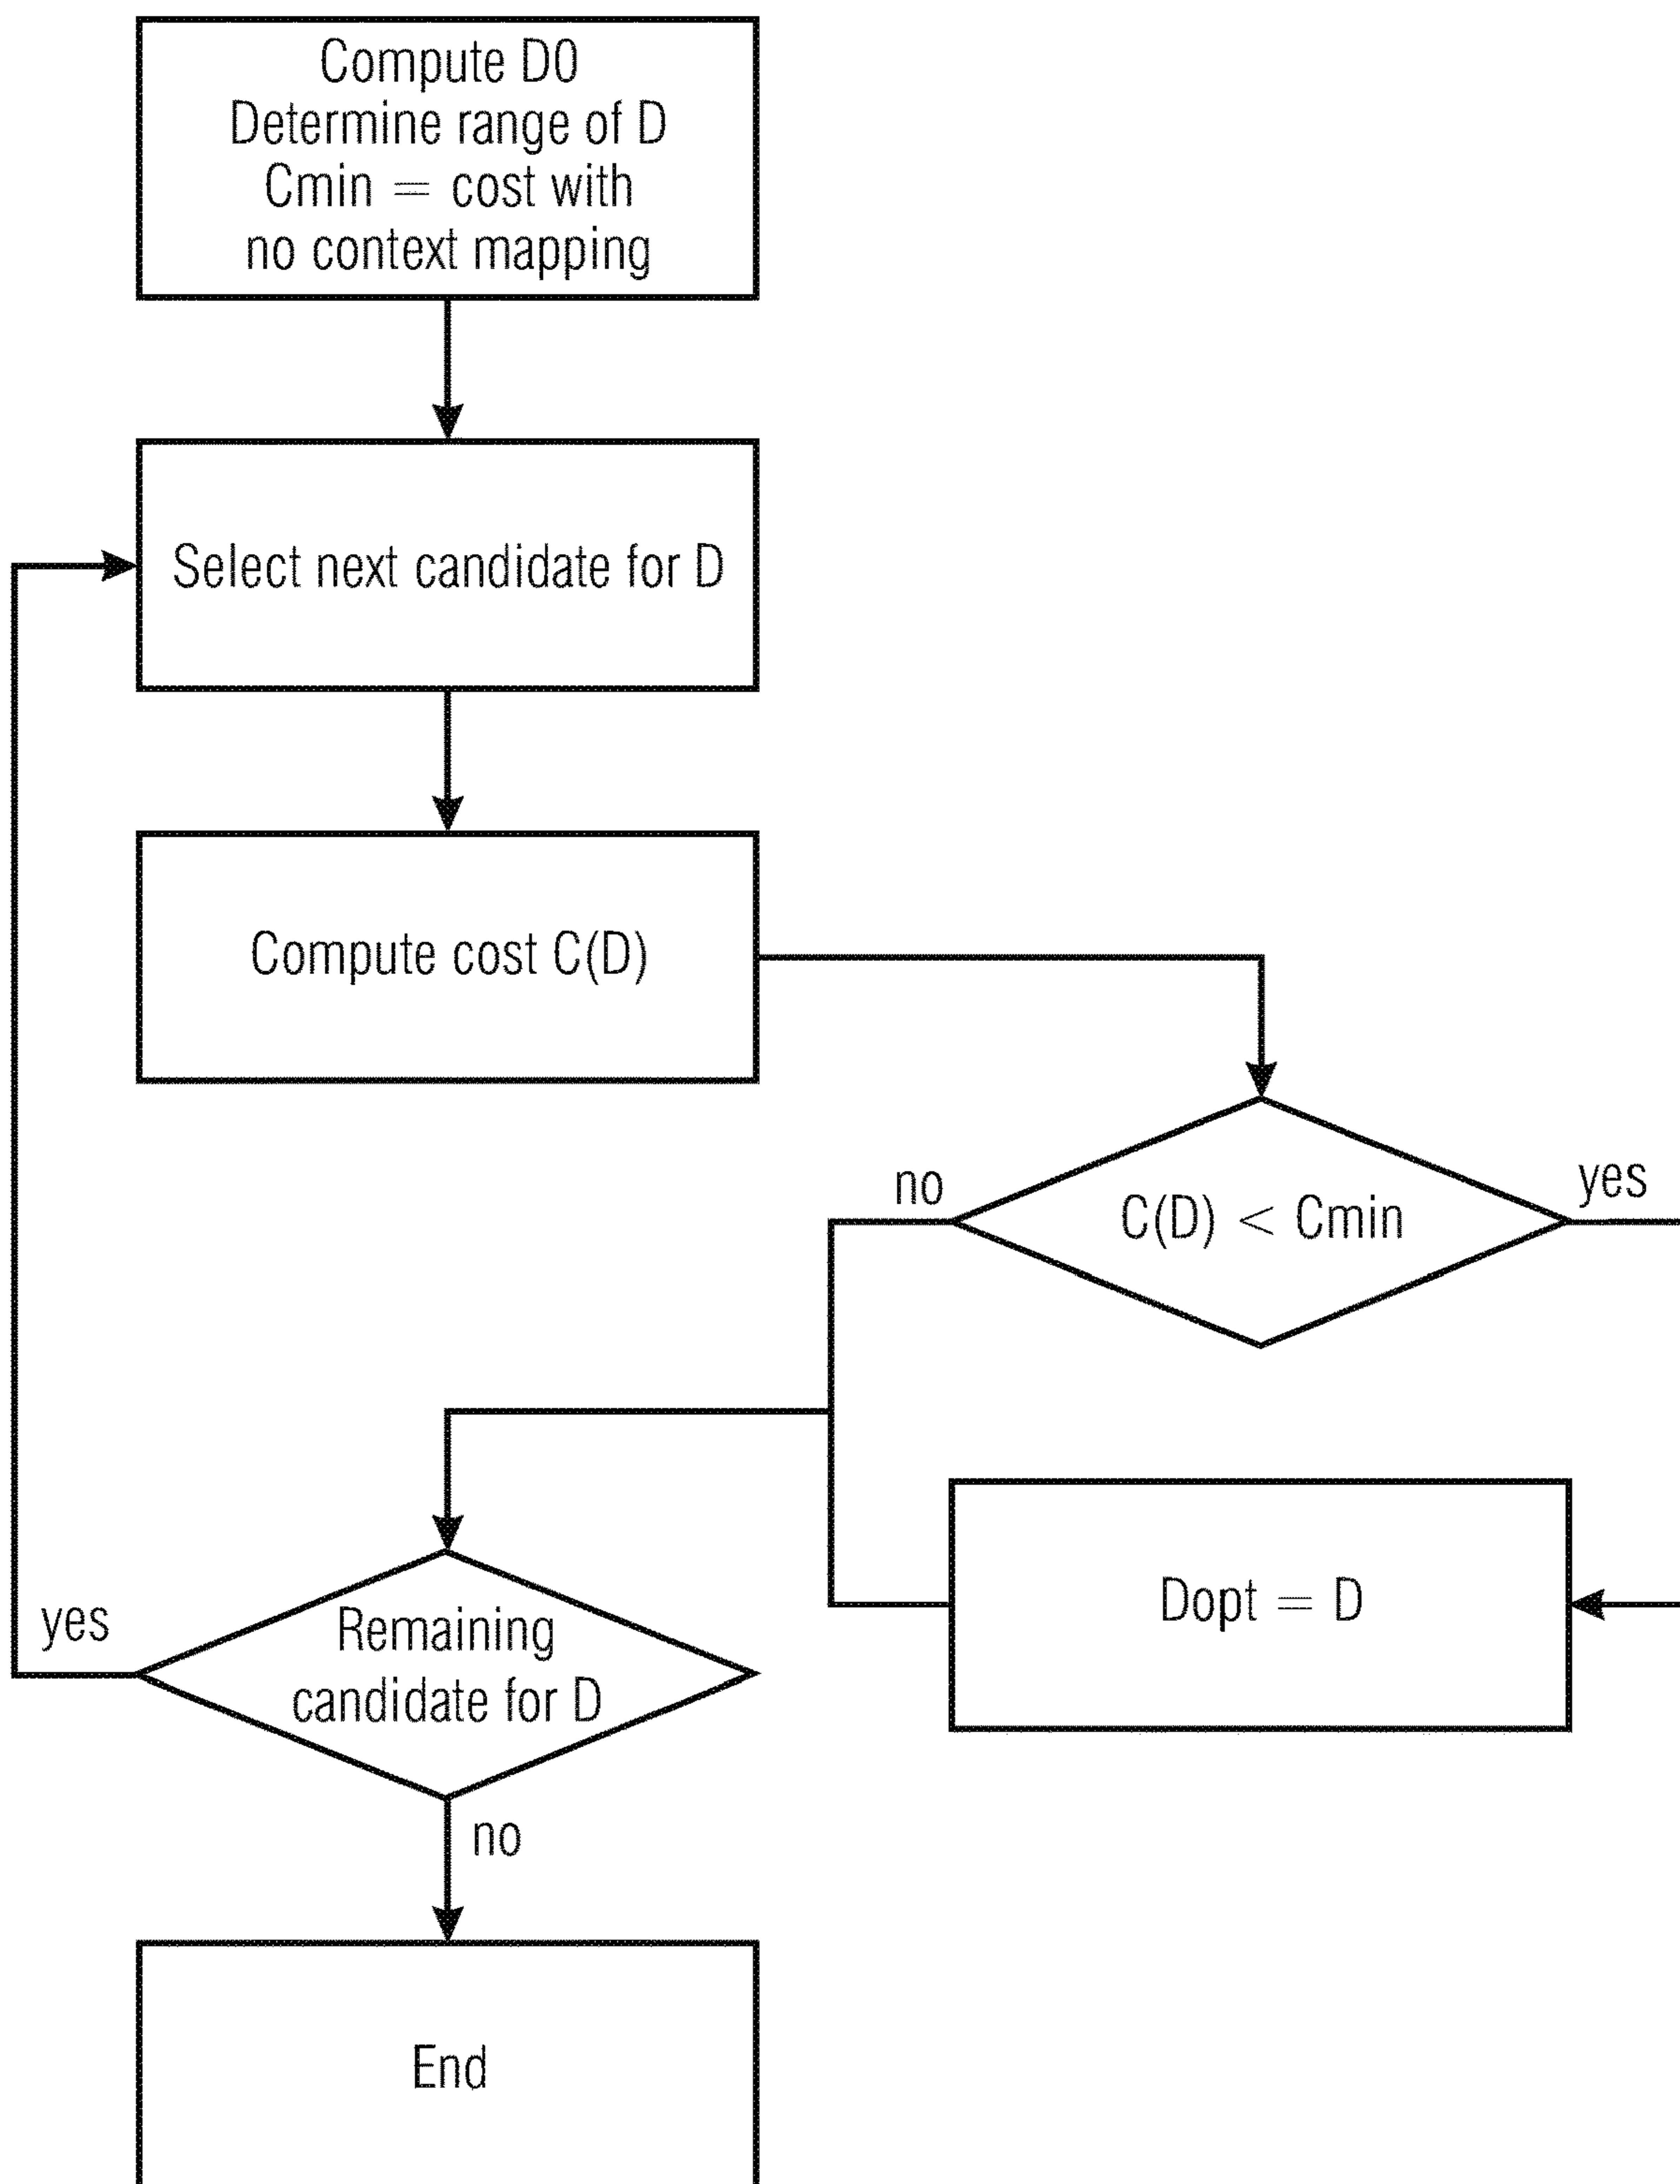 Compute D0
Determine range of D
Cmin = cost with
no context mapping
Select next candidate for D
Compute cost C(D)
no
C(D) < Cmin
yes
Dopt = D
yes
Remaining
candidate for D
no
End